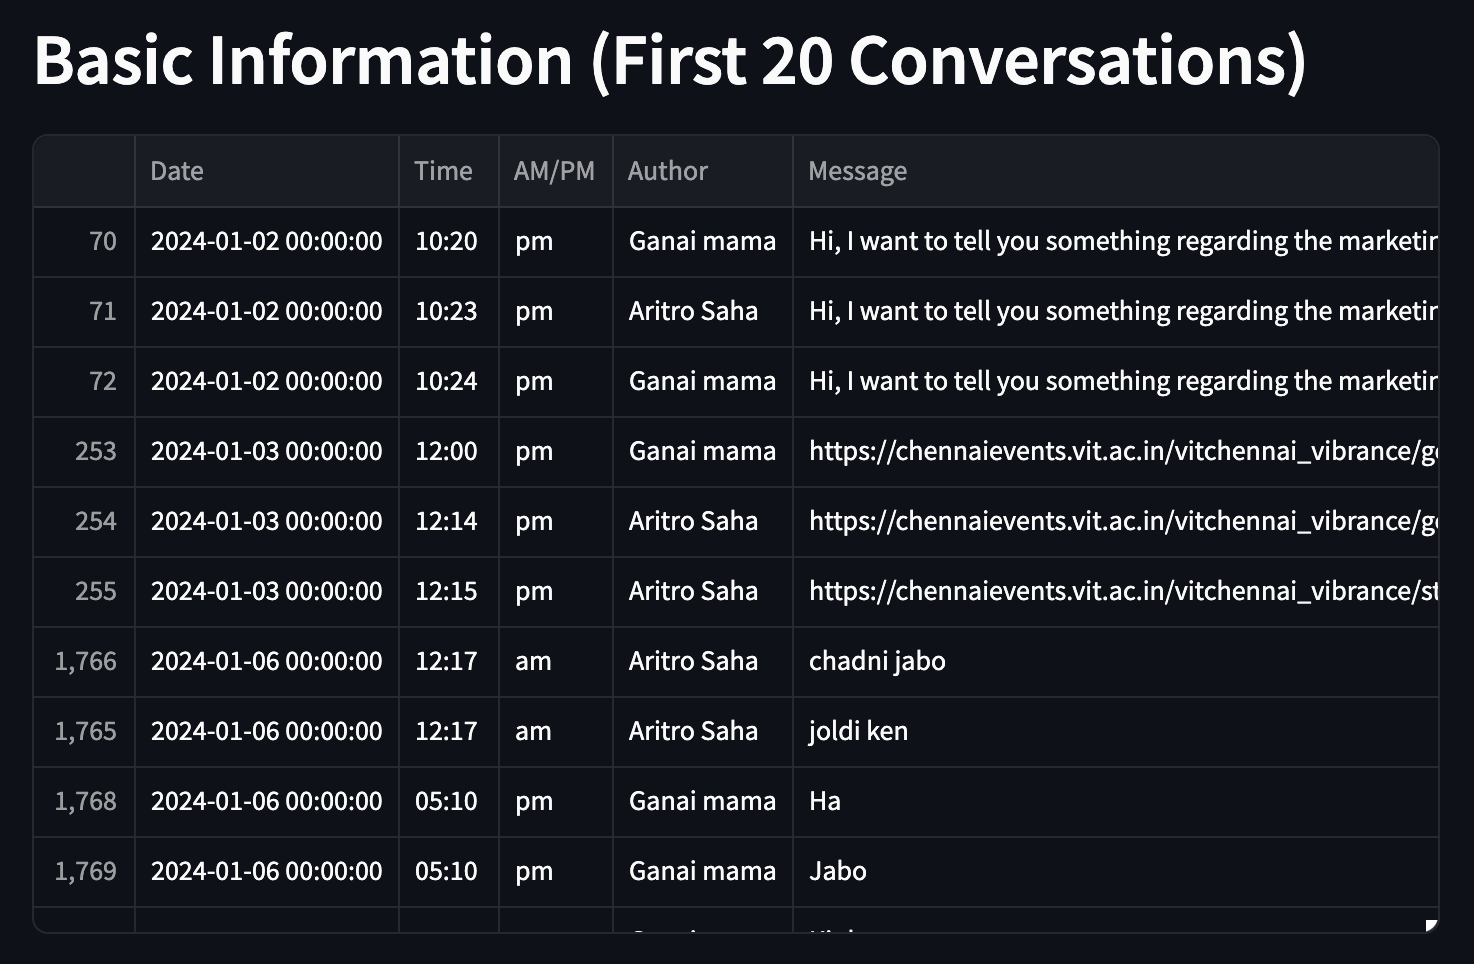 Basic Information (First 20 Conversations)
Date Time AM/PM Author Message
70 2024-01-02 00:00:00 10:20 pm Ganai mama Hi, I want to tell you something regarding the
71 2024-01-02 00:00:00 10:23 pm Aritro Saha Hi, I want to tell you something regarding the
72 2024-01-02 00:00:00 10:24 pm Ganai mama Hi, I want to tell you something regarding the
253 2024-01-03 00:00:00 12:00 pm Ganai mama https://chennaievents.vit.ac.in/vitchennai_vibrance/g
254 2024-01-03 00:00:00 12:14 pm Aritro Saha https://chennaievents.vit.ac.in/vitchennai_vibrance/g
255 2024-01-03 00:00:00 12:15 pm Aritro Saha https://chennaievents.vit.ac.in/vitchennai_vibrance/st
1,766 2024-01-06 00:00:00 12:17 am Aritro Saha chadni jabo
1,765 2024-01-06 00:00:00 12:17 am Aritro Saha joldi ken
1,768 2024-01-06 00:00:00 05:10 pm Ganai mama Ha
1,769 2024-01-06 00:00:00 05:10 pm Ganai mama Jabo